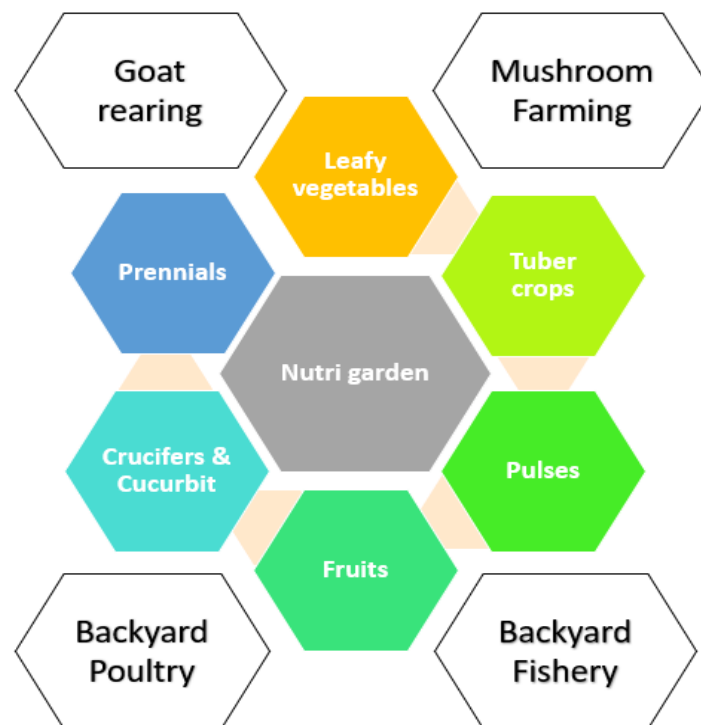 Goat
rearing
Mushroom
Farming
Leafy
vegetables
Prennials
Tuber
crops
Nutri garden
Crucifers &
Cucurbit
Pulses
Fruits
Backyard
Poultry
Backyard
Fishery